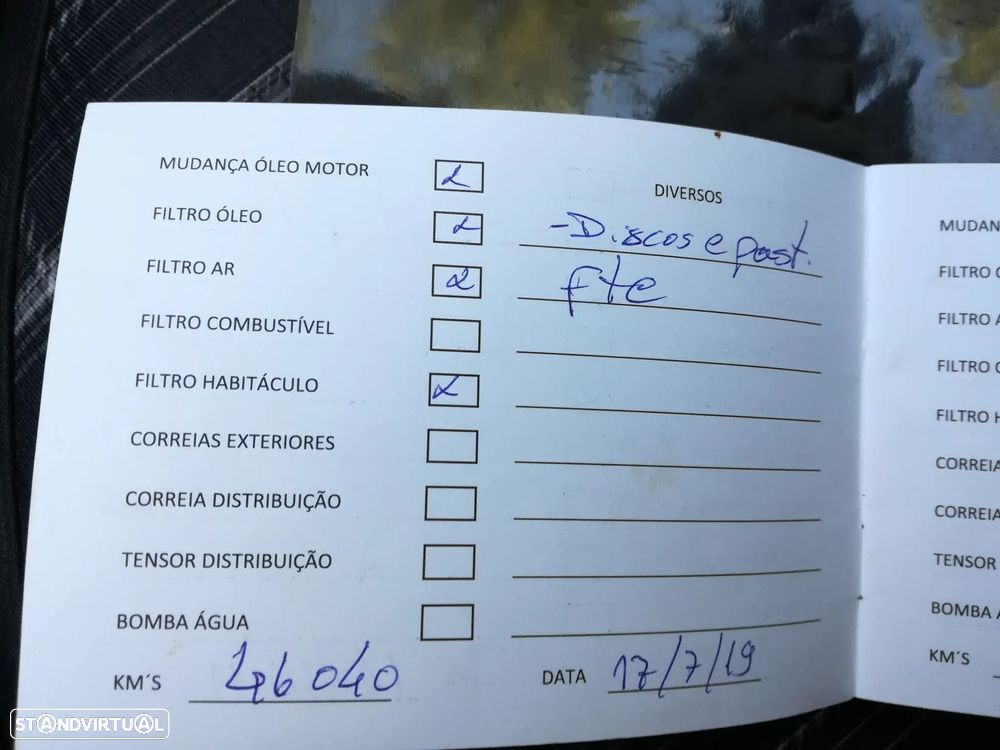 MUDANÇA ÓLEO MOTOR
FILTRO ÓLEO
FILTRO AR
FILTRO COMBUSTÍVEL
FILTRO HABITÁCULO
CORREIAS EXTERIORES
CORREIA DISTRIBUIÇÃO
TENSOR DISTRIBUIÇÃO
BOMBA ÁGUA
KM´S 46 040
DIVERSOS
-Discos e past.
fte
DATA 17/7/19
MUDAN
FILTRO
FILTRO A
FILTRO
FILTRO H
CORREIA
CORREIA
TENSOR
BOMBA
KM´S
STANDVIRTUAL